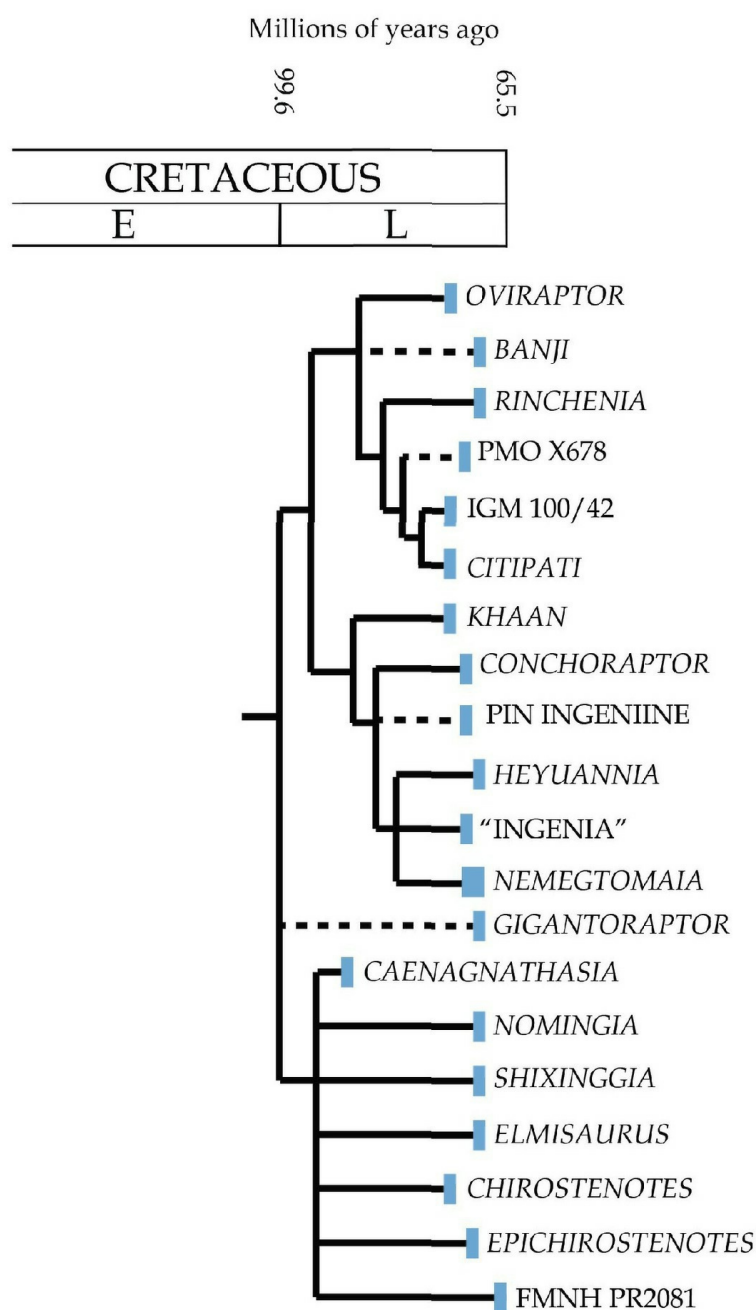 Millions of years ago
99.6
65.5
CRETACEOUS
E
L
OVIRAPTOR
BANJI
RINCHENIA
PMO X678
IGM 100/42
CITIPATI
KHAAN
CONCHORAPTOR
PIN INGENIINE
HEYUANNIA
“INGENIA”
NEMEGTOMAIA
GIGANTORAPTOR
CAENAGNATHASIA
NOMINGIA
SHIXINGGIA
ELMISAURUS
CHIROSTENOTES
EPICHIROSTENOTES
FMNH PR2081